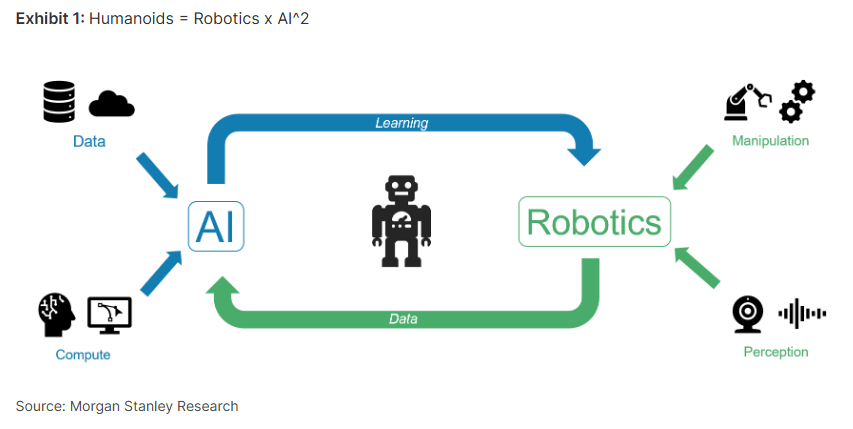 Exhibit 1: Humanoids = Robotics x AI^2
Learning
Data
Manipulation
AI
Robotics
Data
Compute
Perception
Source: Morgan Stanley Research